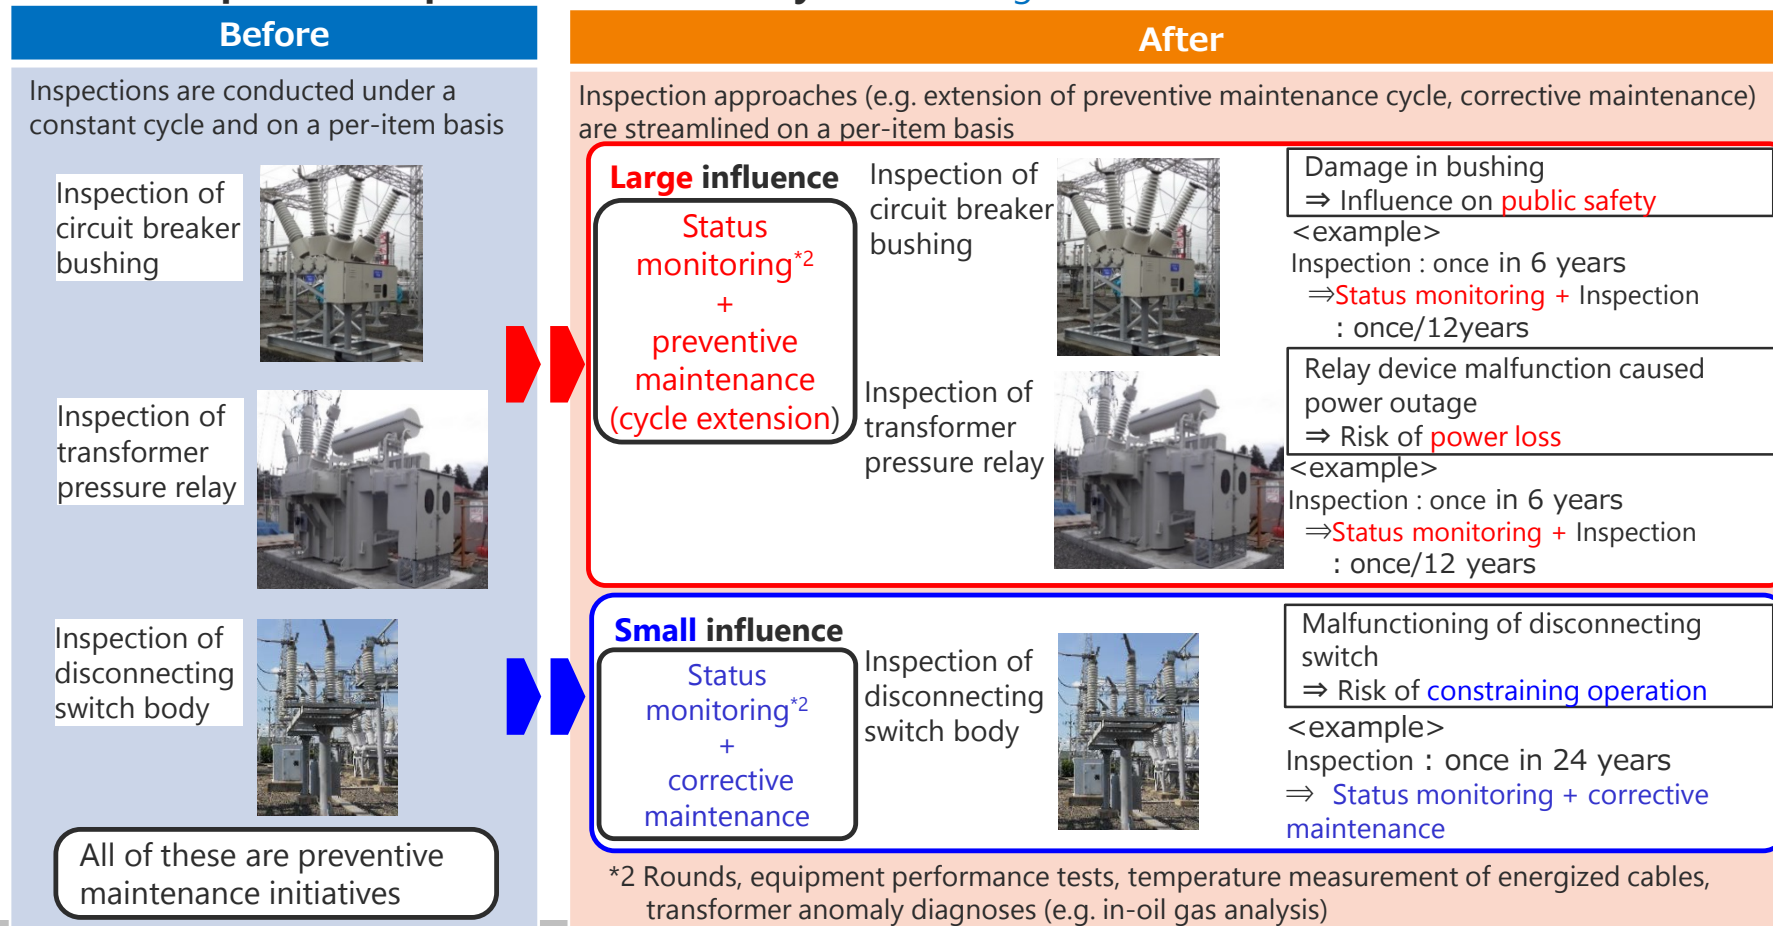 Before
Inspections are conducted under a
constant cycle and on a per-item basis
Inspection of
circuit breaker
bushing
Inspection of
transformer
pressure relay
Inspection of
disconnecting
switch body
All of these are preventive
maintenance initiatives
After
Inspection approaches (e.g. extension of preventive maintenance cycle, corrective maintenance)
are streamlined on a per-item basis
Large influence
Status
monitoring*2
+
preventive
maintenance
(cycle extension)
Inspection of
circuit breaker
bushing
Damage in bushing
⇒ Influence on public safety
<example>
Inspection : once in 6 years
⇒Status monitoring + Inspection
: once/12years
Inspection of
transformer
pressure relay
Relay device malfunction caused
power outage
⇒ Risk of power loss
<example>
Inspection : once in 6 years
⇒Status monitoring + Inspection
: once/12 years
Small influence
Status
monitoring*2
+
corrective
maintenance
Inspection of
disconnecting
switch body
Malfunctioning of disconnecting
switch
⇒ Risk of constraining operation
<example>
Inspection : once in 24 years
⇒ Status monitoring + corrective
maintenance
*2 Rounds, equipment performance tests, temperature measurement of energized cables,
transformer anomaly diagnoses (e.g. in-oil gas analysis)